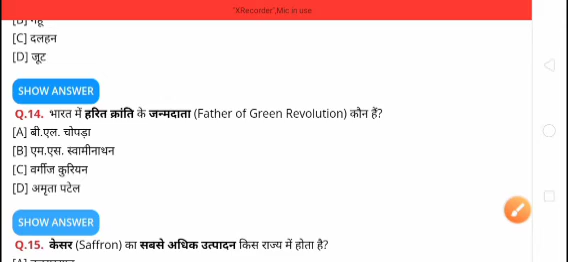 "XRecorder",Mic in use
[C] दलहन
[D] जूट
SHOW ANSWER
Q.14. भारत में हरित क्रांति के जन्मदाता (Father of Green Revolution) कौन हैं?
[A] बी.एल. चोपड़ा
[B] एम.एस. स्वामीनाथन
[C] वर्गीज कुरियन
[D] अमृता पटेल
SHOW ANSWER
Q.15. केसर (Saffron) का सबसे अधिक उत्पादन किस राज्य में होता है?